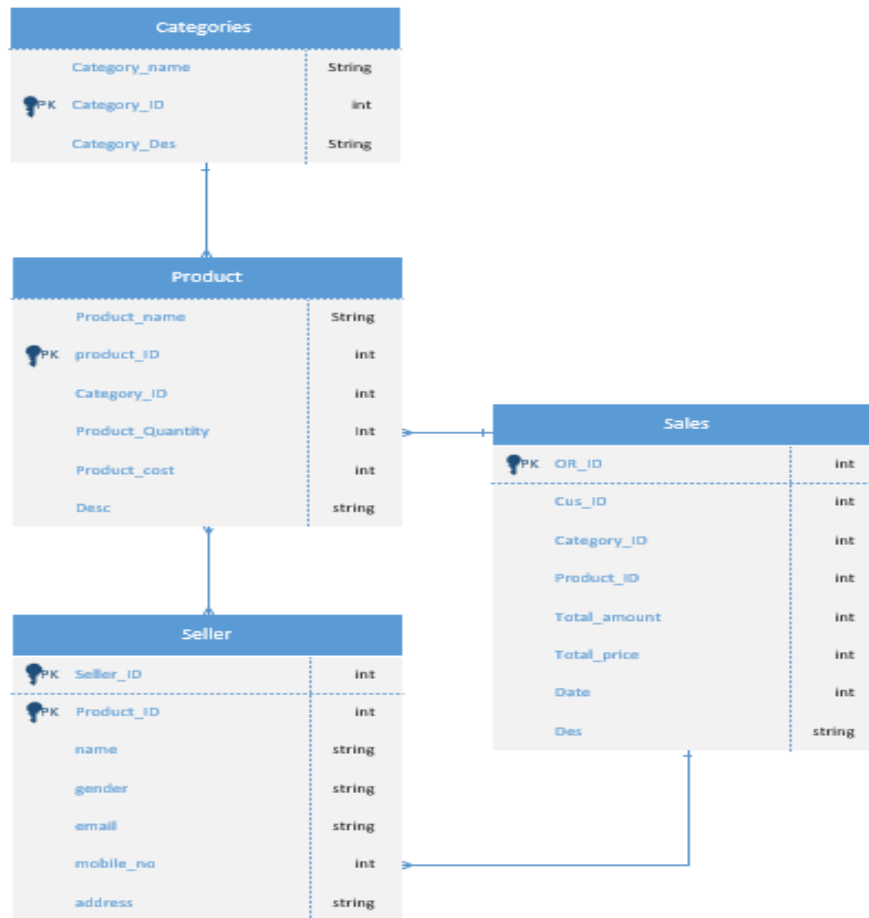 Categories
Category_name String
PK Category_ID int
Category_Des String
Product
Product_name String
PK product_ID int
Category_ID int
Product_Quantity Int
Product_cost int
Desc string
Sales
PK OR_ID int
Cus_ID int
Category_ID int
Product_ID int
Total_amount int
Total_price int
Date int
Des string
Seller
PK Seller_ID int
PK Product_ID int
name string
gender string
email string
mobile_no int
address string